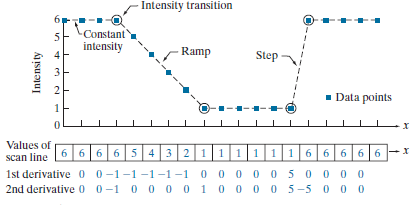 Intensity transition
6
Constant
intensity
5
Ramp
Step
4
3
2
Data points
1
0
x
Intensity
Values of
scan line 6 6 6 6 5 4 3 2 1 1 1 1 1 1 6 6 6 6 6 x
1st derivative 0 0 -1 -1 -1 -1 -1 0 0 0 0 0 5 0 0 0 0
2nd derivative 0 0 -1 0 0 0 0 1 0 0 0 0 5 -5 0 0 0